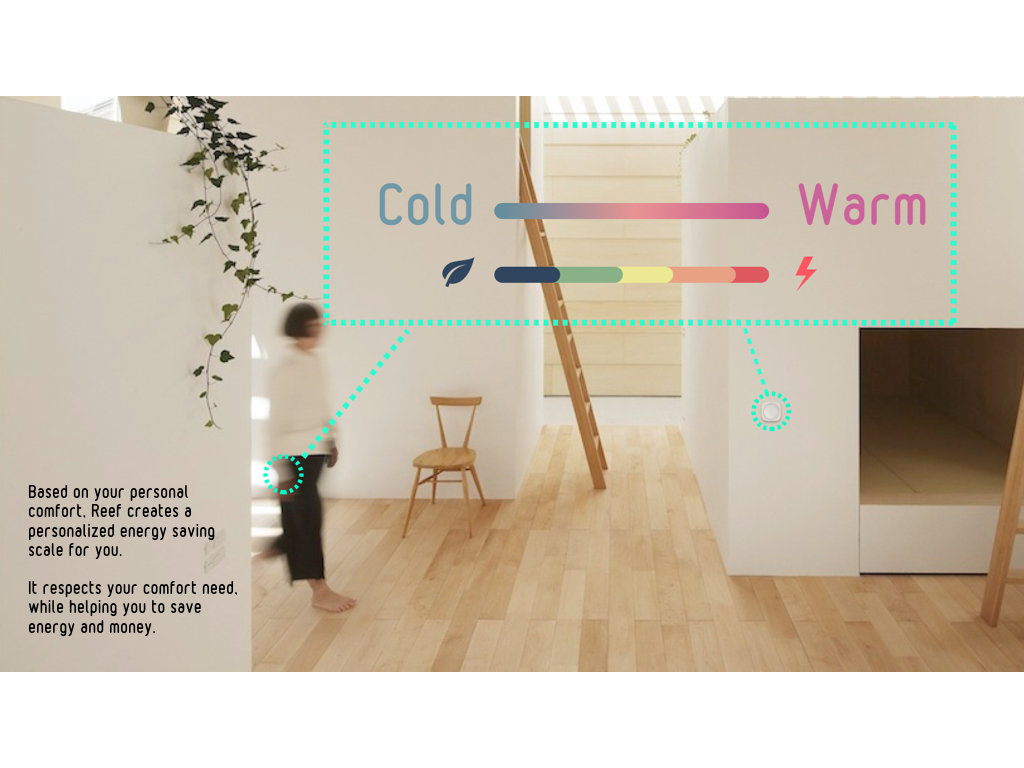 Cold Warm
Based on your personal
comfort, Reef creates a
personalized energy saving
scale for you.
It respects your comfort need,
while helping you to save
energy and money.